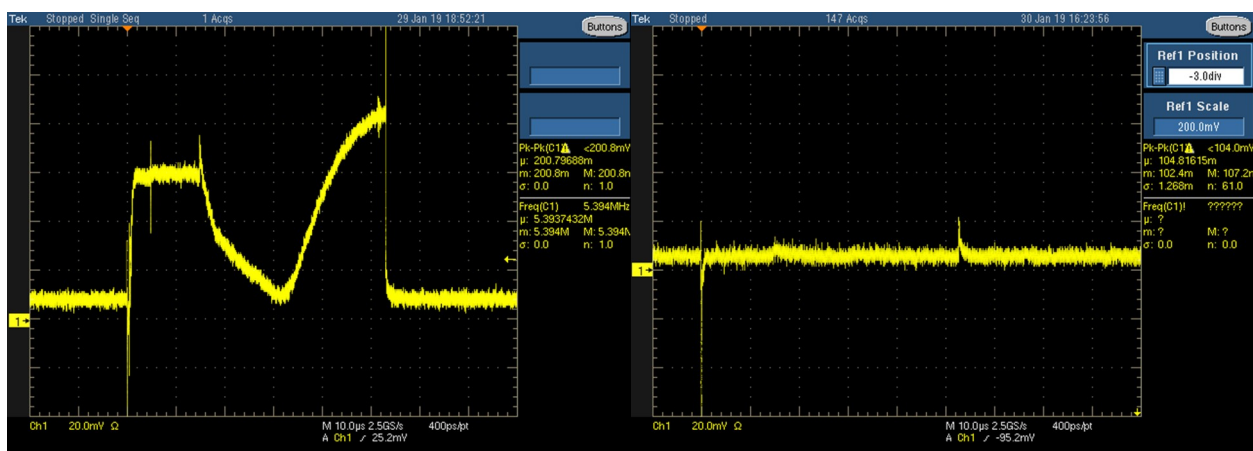 Tek Stopped Single Seq 1 Acqs 29 Jan 19 18:52:21 Buttons
Pk-Pk(C1) <200.8mV
µ: 200.79688m
m: 200.8m M: 200.8m
σ: 0.0 n: 1.0
Freq(C1) 5.394MHz
µ: 5.3937432M
m: 5.394M M: 5.394M
σ: 0.0 n: 1.0
1
Ch1 20.0mV Ω M 10.0µs 2.5GS/s 400ps/pt
A Ch1 ∕ 25.2mV
Tek Stopped 147 Acqs 30 Jan 19 16:23:56 Buttons
Ref1 Position
-3.0div
Ref1 Scale
200.0mV
Pk-Pk(C1) <104.0mV
µ: 104.81615m
m: 102.4m M: 107.2m
σ: 1.268m n: 61.0
Freq(C1)! ??????
µ: ?
m: ? M: ?
σ: 0.0 n: 0.0
1
Ch1 20.0mV Ω M 10.0µs 2.5GS/s 400ps/pt
A Ch1 ∕ -95.2mV